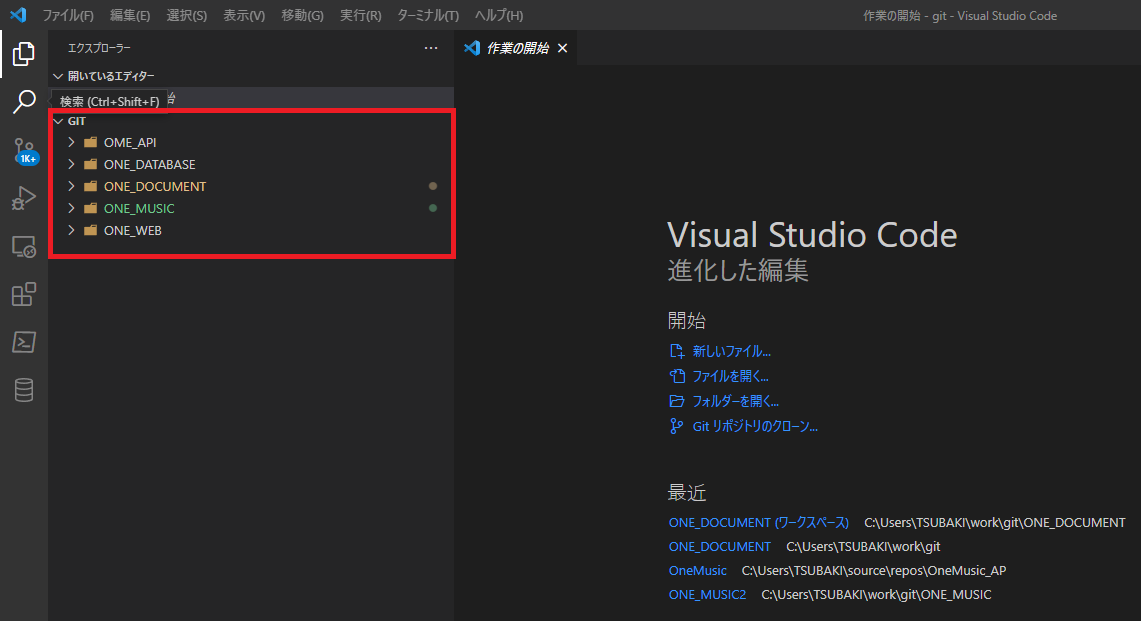 ファイル(F) 編集(E) 選択(S) 表示(V) 移動(G) 実行(R) ターミナル(T) ヘルプ(H) 作業の開始 - git - Visual Studio Code
エクスプローラー ...
作業の開始 ×
開いているエディター
検索 (Ctrl+Shift+F)
GIT
OME_API
ONE_DATABASE
ONE_DOCUMENT
ONE_MUSIC
ONE_WEB
1K+
Visual Studio Code
進化した編集
開始
新しいファイル...
ファイルを開く...
フォルダーを開く...
Git リポジトリのクローン...
最近
ONE_DOCUMENT (ワークスペース) C:\Users\TSUBAKI\work\git\ONE_DOCUMENT
ONE_DOCUMENT C:\Users\TSUBAKI\work\git
OneMusic C:\Users\TSUBAKI\source\repos\OneMusic_AP
ONE_MUSIC2 C:\Users\TSUBAKI\work\git\ONE_MUSIC